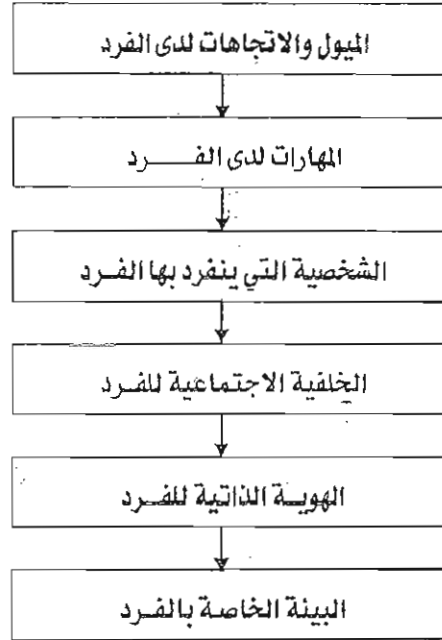 الميول والاتجاهات لدى الفرد
المهارات لدى الفـــــرد
الشخصية التي ينفرد بها الفـرد
الخلفية الاجتماعية للفـرد
الهويـة الذاتية للفـرد
البيئة الخاصة بالفـرد